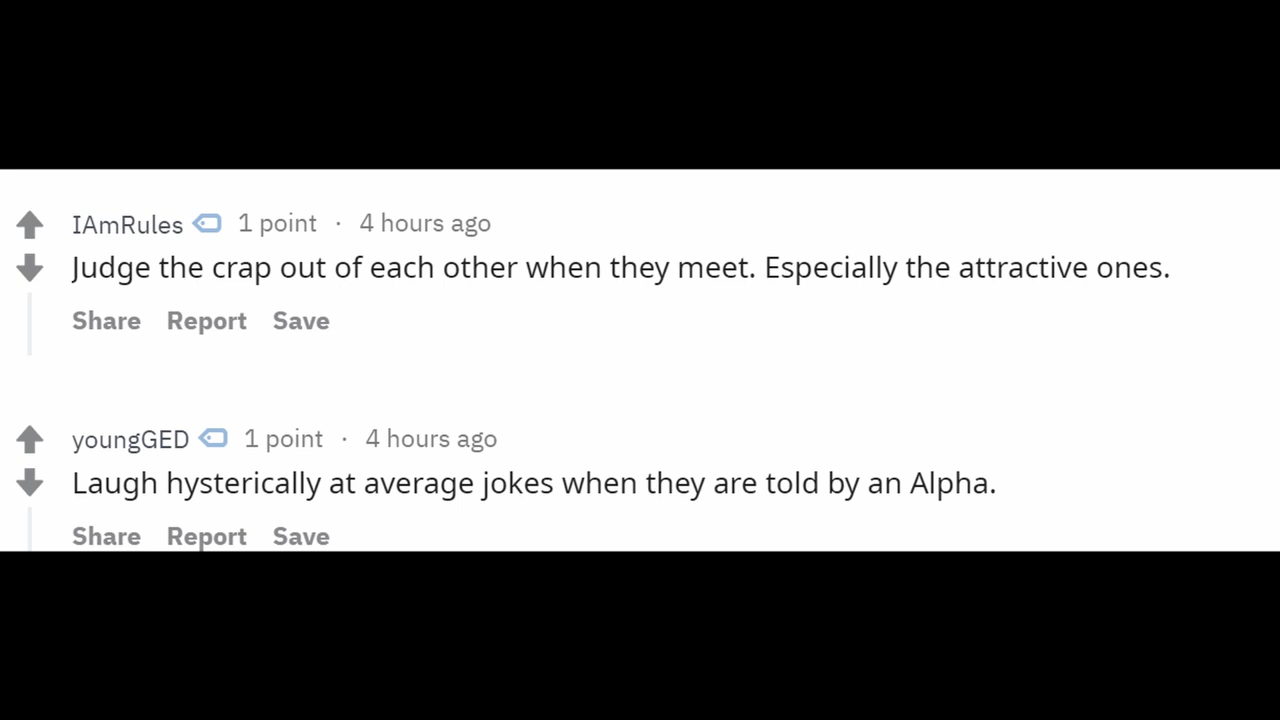 IAmRules 1 point · 4 hours ago
Judge the crap out of each other when they meet. Especially the attractive ones.
Share Report Save
youngGED 1 point · 4 hours ago
Laugh hysterically at average jokes when they are told by an Alpha.
Share Report Save